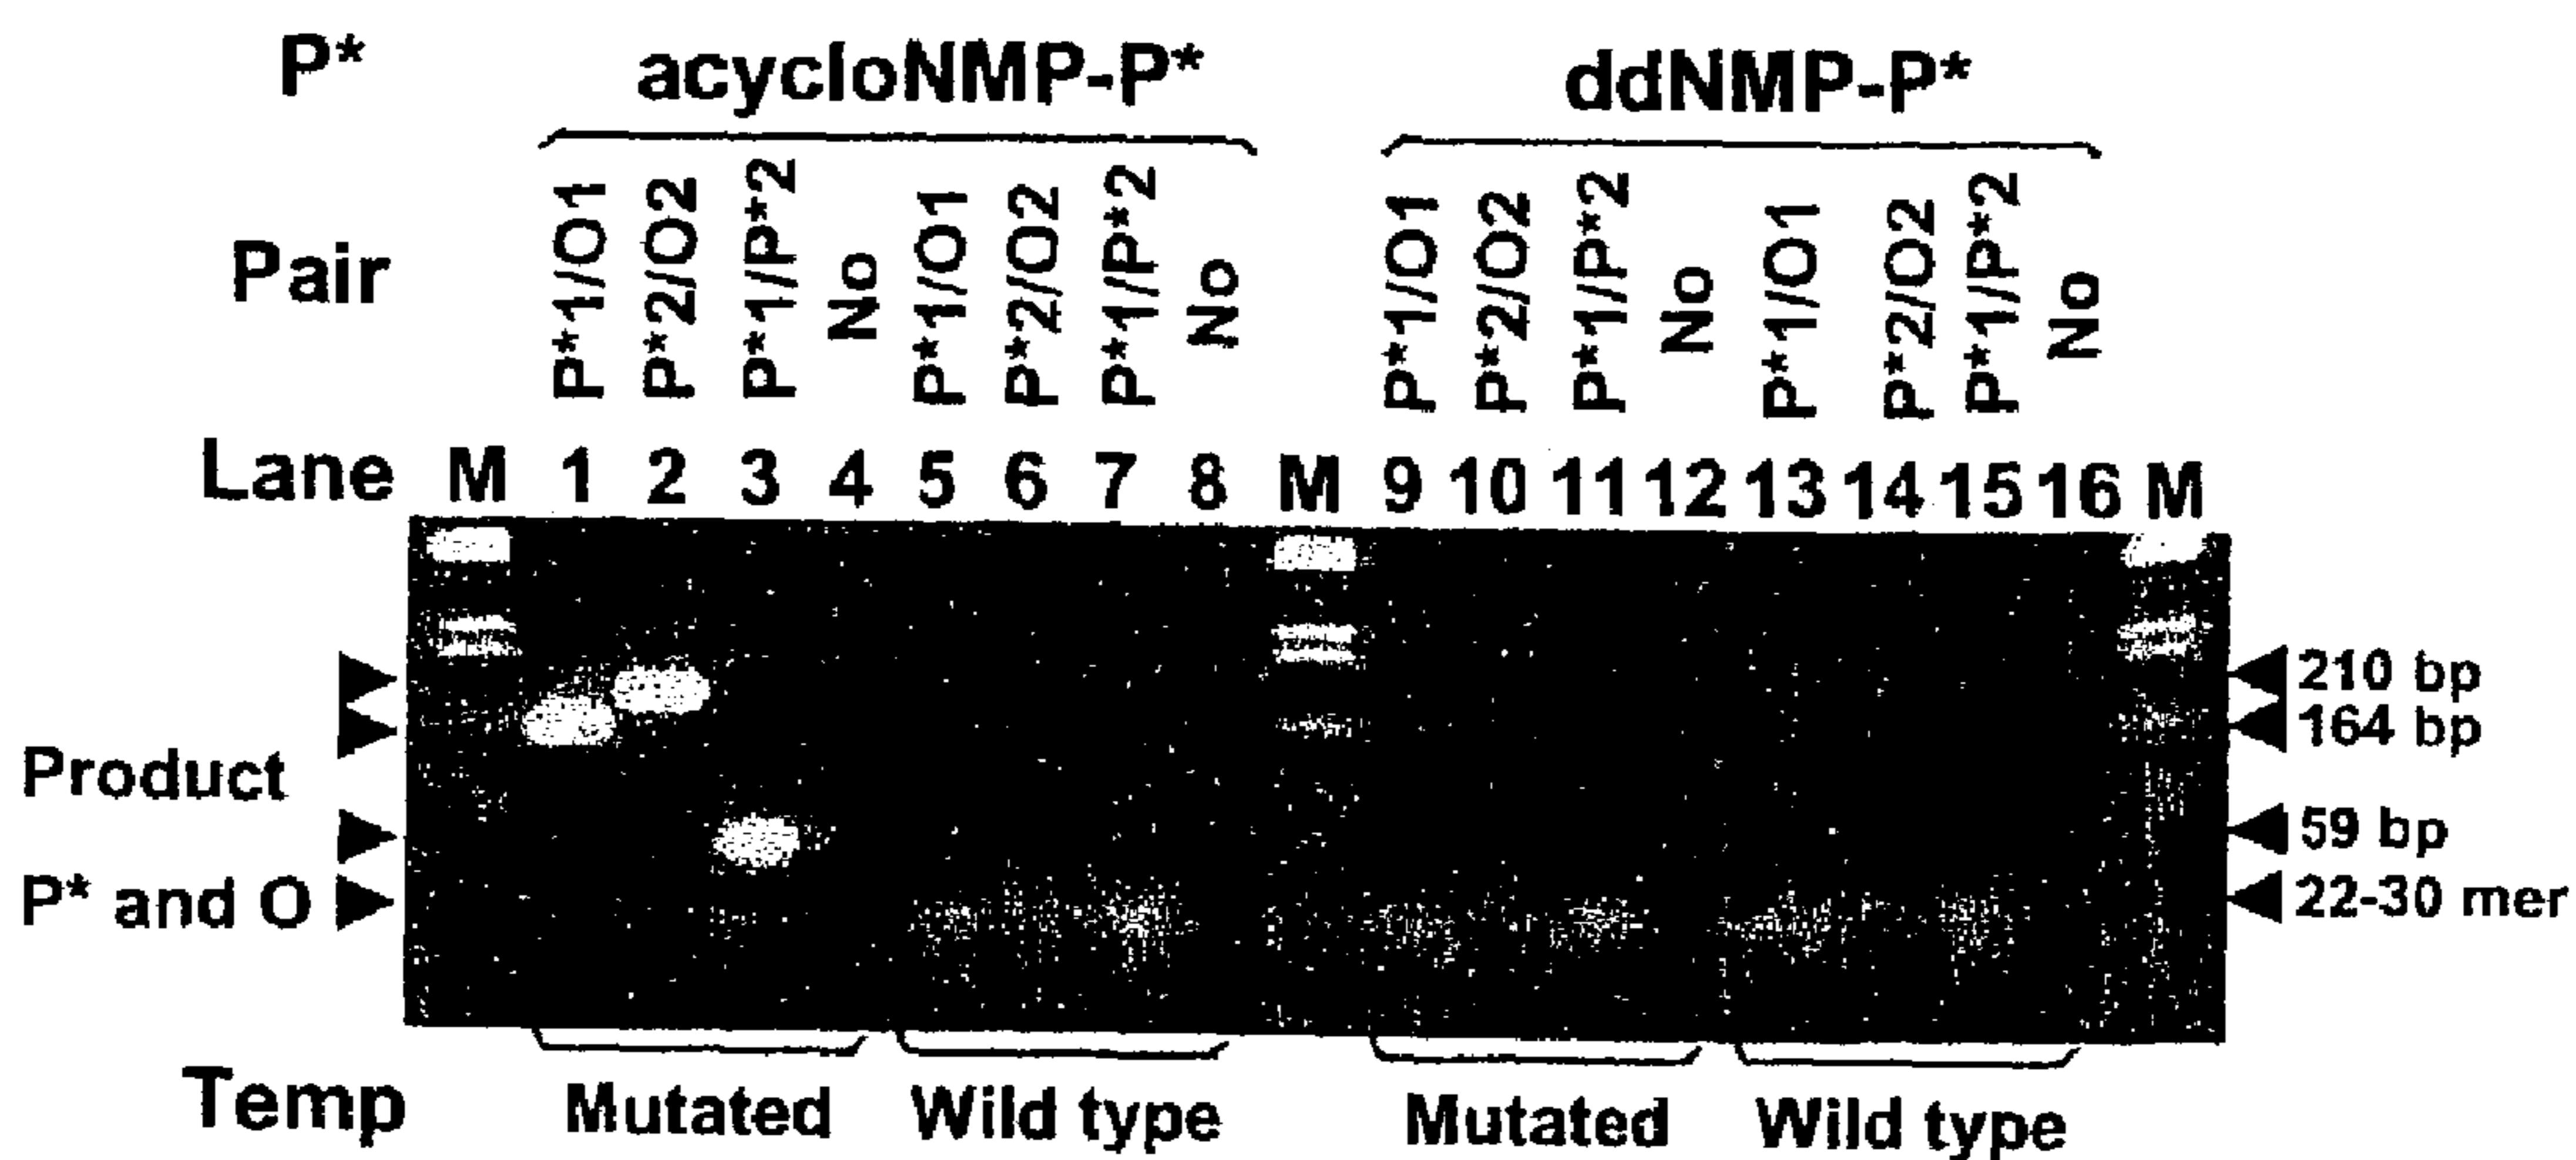 P* acycloNMP-P* ddNMP-P*
Pair P*1/O1 P*2/O2 P*1/P*2 No P*1/O1 P*2/O2 P*1/P*2 No P*1/O1 P*2/O2 P*1/P*2 No P*1/O1 P*2/O2 P*1/P*2 No
Lane M 1 2 3 4 5 6 7 8 M 9 10 11 12 13 14 15 16 M
210 bp
164 bp
Product
59 bp
P* and O 22-30 mer
Temp Mutated Wild type Mutated Wild type